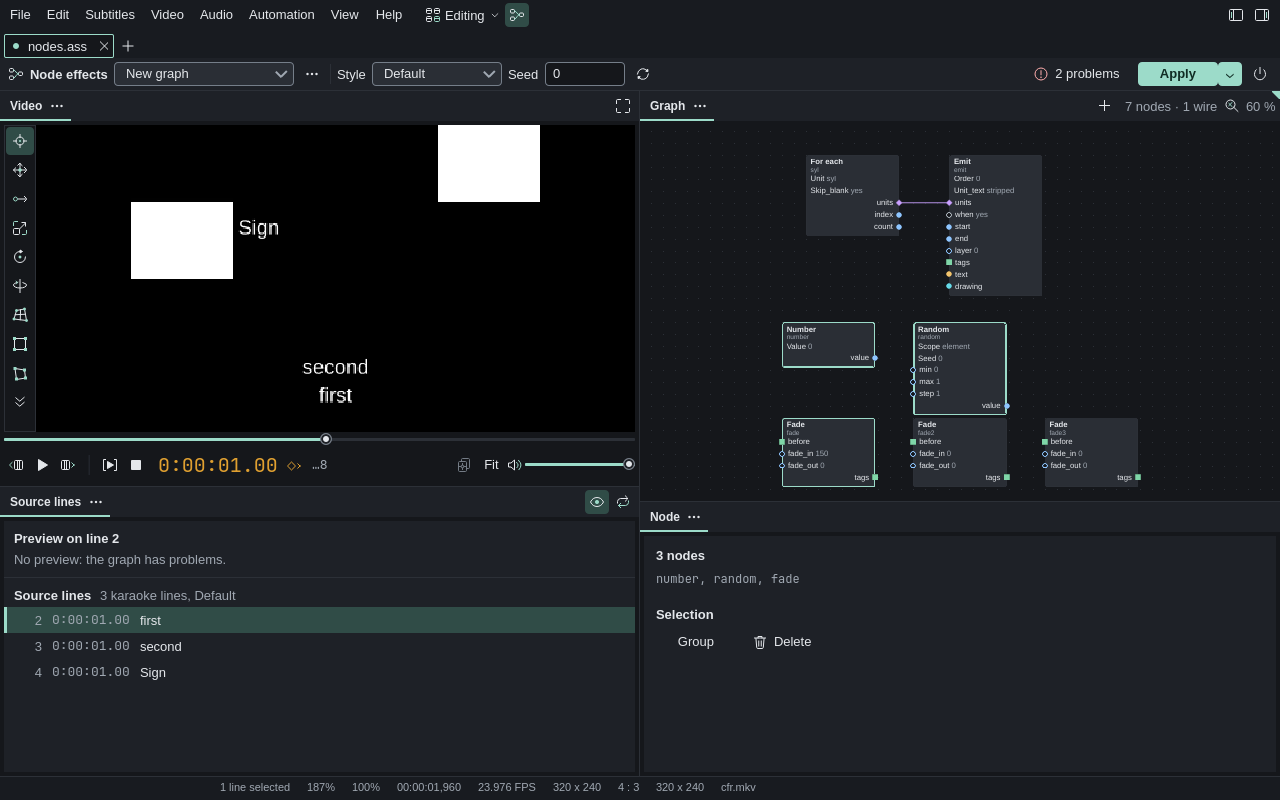 File Edit Subtitles Video Audio Automation View Help Editing
nodes.ass
Node effects New graph Style Default Seed 0 2 problems Apply
Video
Graph 7 nodes · 1 wire 60 %
Sign
second
first
For each
syl
Unit syl
Skip_blank yes
units
index
count
Emit
emit
Order 0
Unit_text stripped
units
when yes
start
end
layer 0
tags
text
drawing
Number
number
Value 0
value
Random
random
Scope element
Seed 0
min 0
max 1
step 1
value
Fade
fade
before
fade_in 150
fade_out 0
tags
Fade
fade2
before
fade_in 0
fade_out 0
tags
Fade
fade3
before
fade_in 0
fade_out 0
tags
0:00:01.00 …8 Fit
Source lines
Preview on line 2
No preview: the graph has problems.
Source lines 3 karaoke lines, Default
2 0:00:01.00 first
3 0:00:01.00 second
4 0:00:01.00 Sign
Node
3 nodes
number, random, fade
Selection
Group Delete
1 line selected 187% 100% 00:00:01,960 23.976 FPS 320 x 240 4 : 3 320 x 240 cfr.mkv